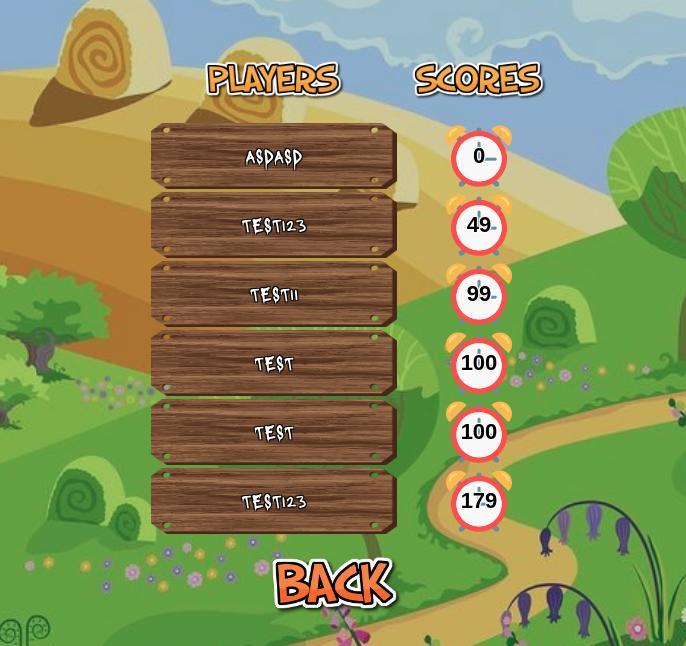 PLAYERS SCORES
ASDASD 0
TEST123 49
TEST11 99
TEST 100
TEST 100
TEST123 179
BACK